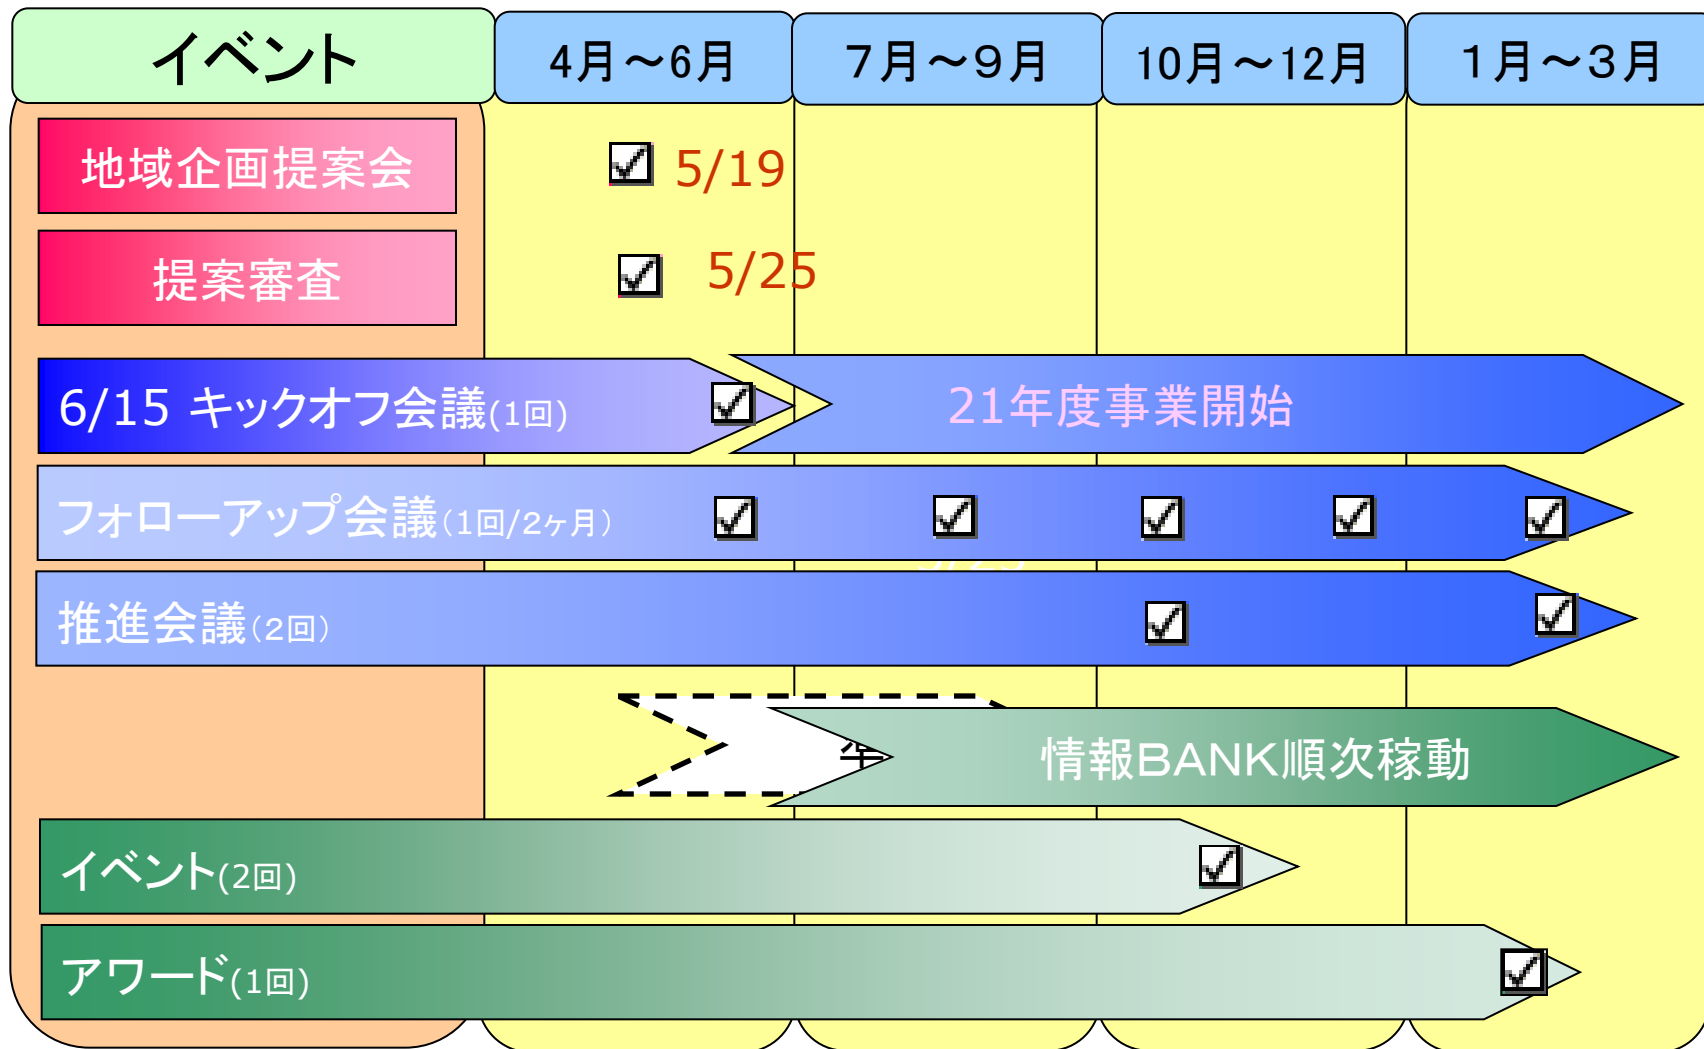 イベント
4月～6月
7月～9月
10月～12月
1月～3月
地域企画提案会
5/19
提案審査
5/25
6/15 キックオフ会議(1回)
21年度事業開始
フォローアップ会議(1回/2ヶ月)
推進会議(2回)
情報BANK順次稼動
イベント(2回)
アワード(1回)